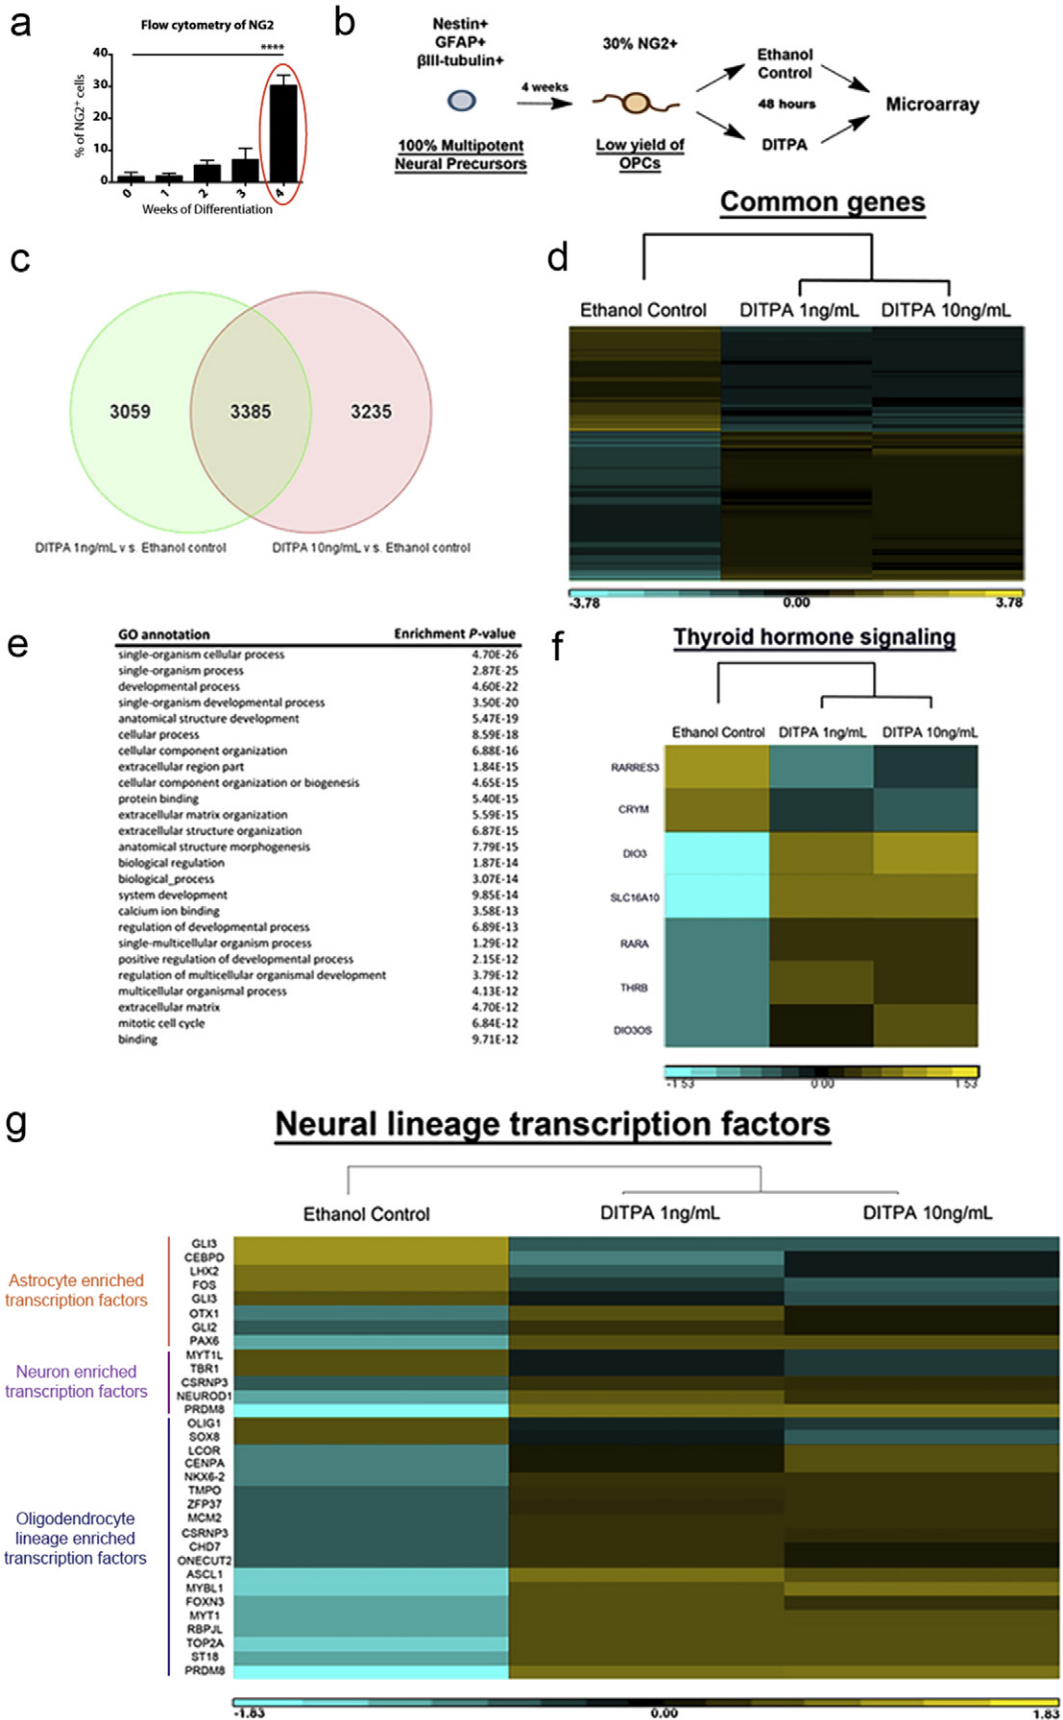 a
Flow cytometry of NG2
****
40
30
20
10
0
% of NG2+ cells
0 1 2 3 4
Weeks of Differentiation
b
Nestin+
GFAP+
βIII-tubulin+
4 weeks
100% Multipotent
Neural Precursors
30% NG2+
Low yield of
OPCs
Ethanol
Control
48 hours
DITPA
Microarray
c
3059
3385
3235
DITPA 1ng/mL v s. Ethanol control
DITPA 10ng/mL v s. Ethanol control
d
Common genes
Ethanol Control DITPA 1ng/mL DITPA 10ng/mL
-3.78 0.00 3.78
e
GO annotation Enrichment P-value
single-organism cellular process 4.70E-26
single-organism process 2.87E-25
developmental process 4.60E-22
single-organism developmental process 3.50E-20
anatomical structure development 5.47E-19
cellular process 8.59E-18
cellular component organization 6.88E-16
extracellular region part 1.84E-15
cellular component organization or biogenesis 4.65E-15
protein binding 5.40E-15
extracellular matrix organization 5.59E-15
extracellular structure organization 6.87E-15
anatomical structure morphogenesis 7.79E-15
biological regulation 1.87E-14
biological_process 3.07E-14
system development 9.85E-14
calcium ion binding 3.58E-13
regulation of developmental process 6.89E-13
single-multicellular organism process 1.29E-12
positive regulation of developmental process 2.15E-12
regulation of multicellular organismal development 3.79E-12
multicellular organismal process 4.13E-12
extracellular matrix 4.70E-12
mitotic cell cycle 6.84E-12
binding 9.71E-12
f
Thyroid hormone signaling
Ethanol Control DITPA 1ng/mL DITPA 10ng/mL
RARRES3
CRYM
DIO3
SLC16A10
RARA
THRB
DIO3OS
-1.53 0.00 1.53
g
Neural lineage transcription factors
Ethanol Control DITPA 1ng/mL DITPA 10ng/mL
Astrocyte enriched
transcription factors
GLI3
CEBPD
LHX2
FOS
GLI3
OTX1
GLI2
PAX6
Neuron enriched
transcription factors
MYT1L
TBR1
CSRNP3
NEUROD1
PRDM8
Oligodendrocyte
lineage enriched
transcription factors
OLIG1
SOX8
LCOR
CENPA
NKX6-2
TMPO
ZFP37
MCM2
CSRNP3
CHD7
ONECUT2
ASCL1
MYBL1
FOXN3
MYT1
RBPJL
TOP2A
ST18
PRDM8
-1.83 0.00 1.83